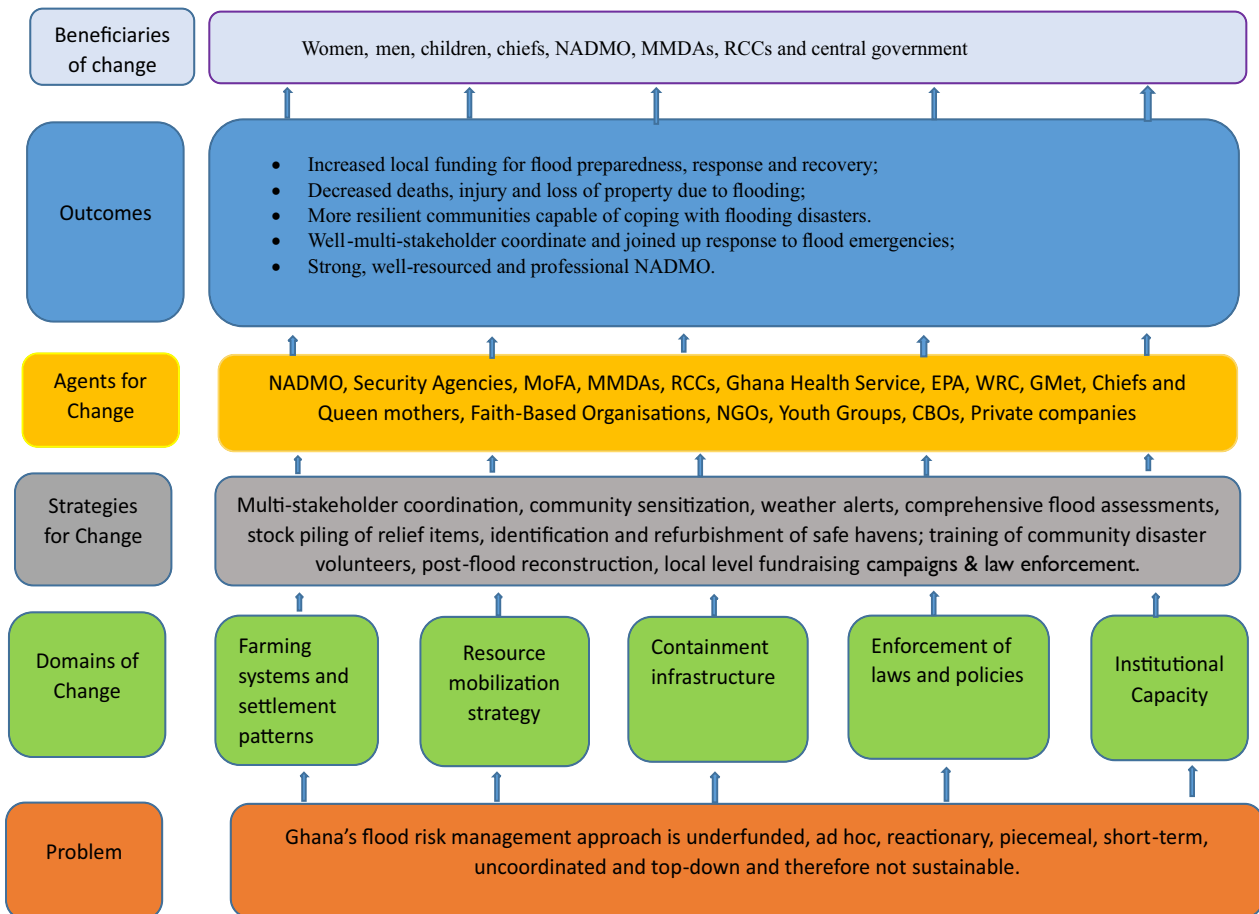 Beneficiaries
of change
Women, men, children, chiefs, NADMO, MMDAs, RCCs and central government
Outcomes
• Increased local funding for flood preparedness, response and recovery;
• Decreased deaths, injury and loss of property due to flooding;
• More resilient communities capable of coping with flooding disasters.
• Well-multi-stakeholder coordinate and joined up response to flood emergencies;
• Strong, well-resourced and professional NADMO.
Agents for
Change
NADMO, Security Agencies, MoFA, MMDAs, RCCs, Ghana Health Service, EPA, WRC, GMet, Chiefs and
Queen mothers, Faith-Based Organisations, NGOs, Youth Groups, CBOs, Private companies
Strategies
for Change
Multi-stakeholder coordination, community sensitization, weather alerts, comprehensive flood assessments,
stock piling of relief items, identification and refurbishment of safe havens; training of community disaster
volunteers, post-flood reconstruction, local level fundraising campaigns & law enforcement.
Domains of
Change
Farming
systems and
settlement
patterns
Resource
mobilization
strategy
Containment
infrastructure
Enforcement of
laws and policies
Institutional
Capacity
Problem
Ghana's flood risk management approach is underfunded, ad hoc, reactionary, piecemeal, short-term,
uncoordinated and top-down and therefore not sustainable.